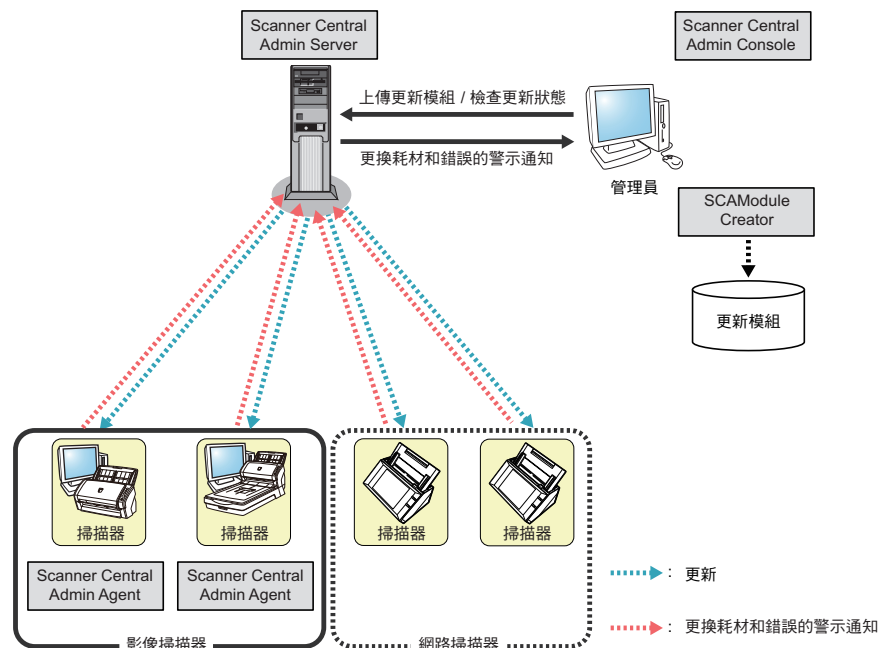 Scanner Central
Admin Server
Scanner Central
Admin Console
上傳更新模組 / 檢查更新狀態
更換耗材和錯誤的警示通知
管理員
SCAModule
Creator
更新模組
掃描器
掃描器
掃描器
掃描器
Scanner Central
Admin Agent
Scanner Central
Admin Agent
影像掃描器
網路掃描器
： 更新
： 更換耗材和錯誤的警示通知